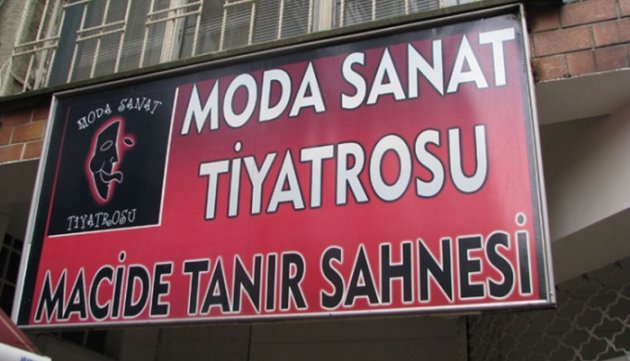 MODA SANAT
TİYATROSU
MODA SANAT
TİYATROSU
MACİDE TANIR SAHNESİ